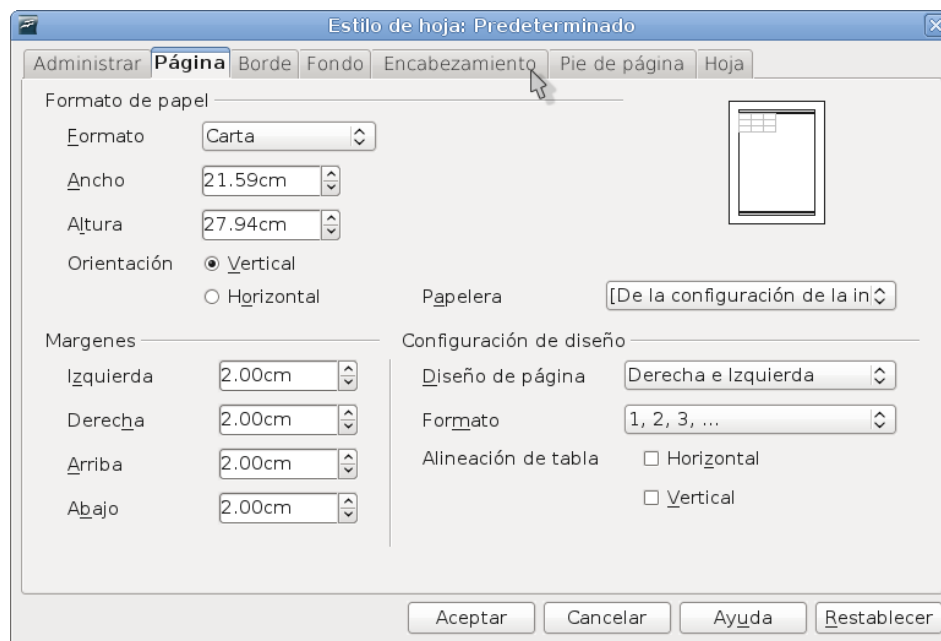 Estilo de hoja: Predeterminado
Administrar Página Borde Fondo Encabezamiento Pie de página Hoja
Formato de papel
Formato Carta
Ancho 21.59cm
Altura 27.94cm
Orientación Vertical
Horizontal
Papelera [De la configuración de la in
Margenes
Izquierda 2.00cm
Derecha 2.00cm
Arriba 2.00cm
Abajo 2.00cm
Configuración de diseño
Diseño de página Derecha e Izquierda
Formato 1, 2, 3, ...
Alineación de tabla Horizontal
Vertical
Aceptar Cancelar Ayuda Restablecer